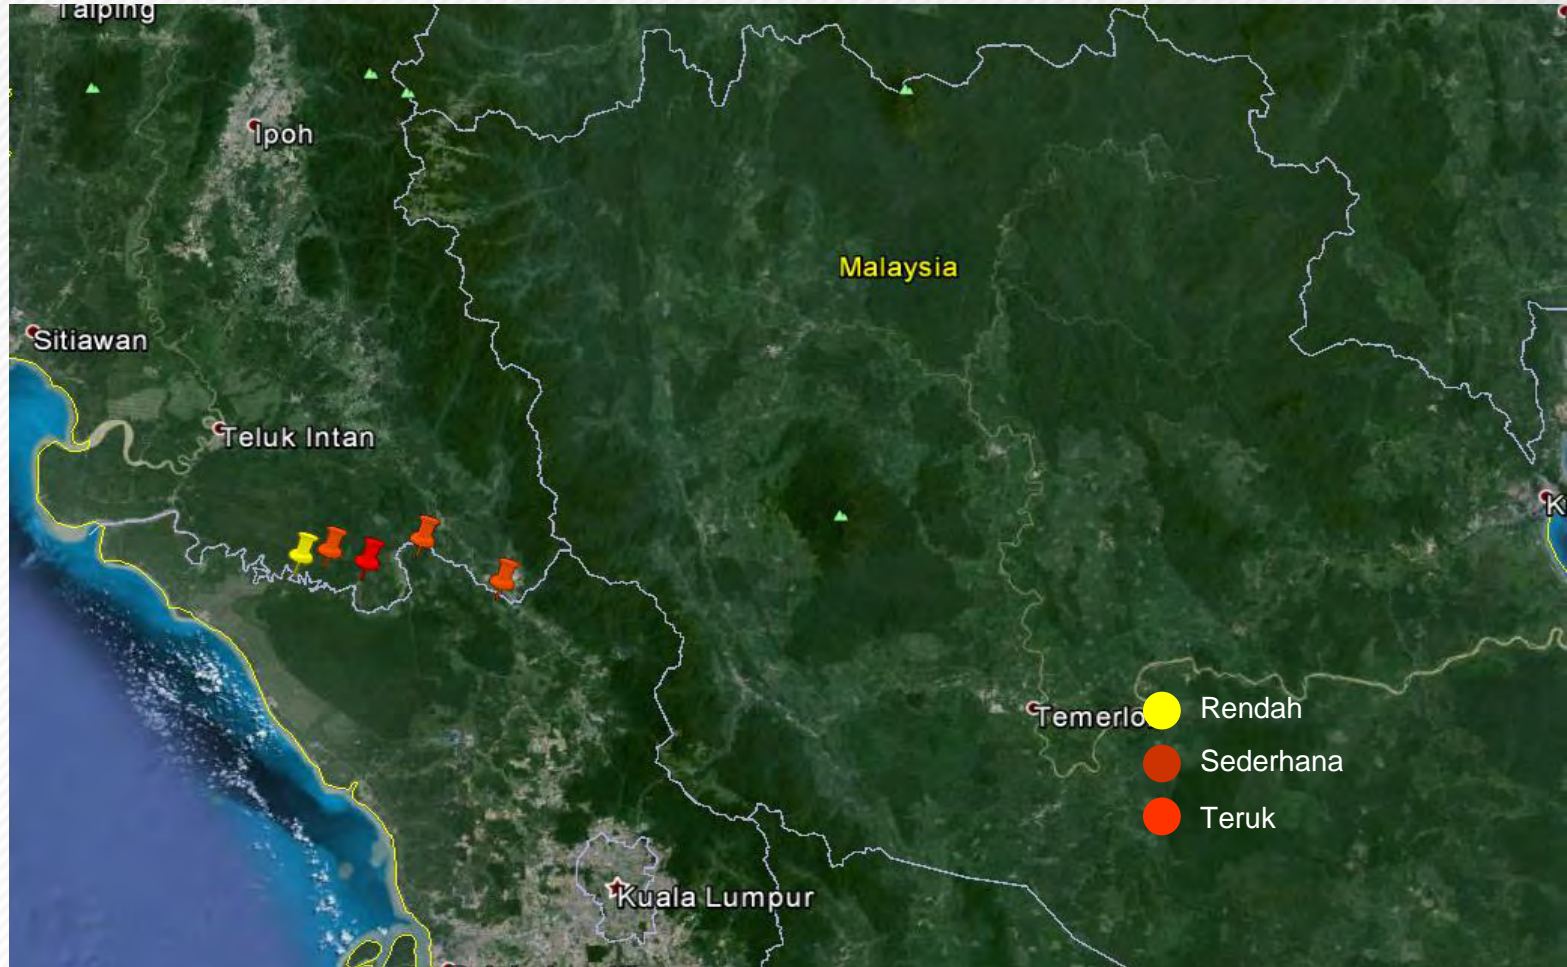 Taiping
Ipoh
Malaysia
Sitiawan
Teluk Intan
K
Temerlo
Rendah
Sederhana
Teruk
Kuala Lumpur